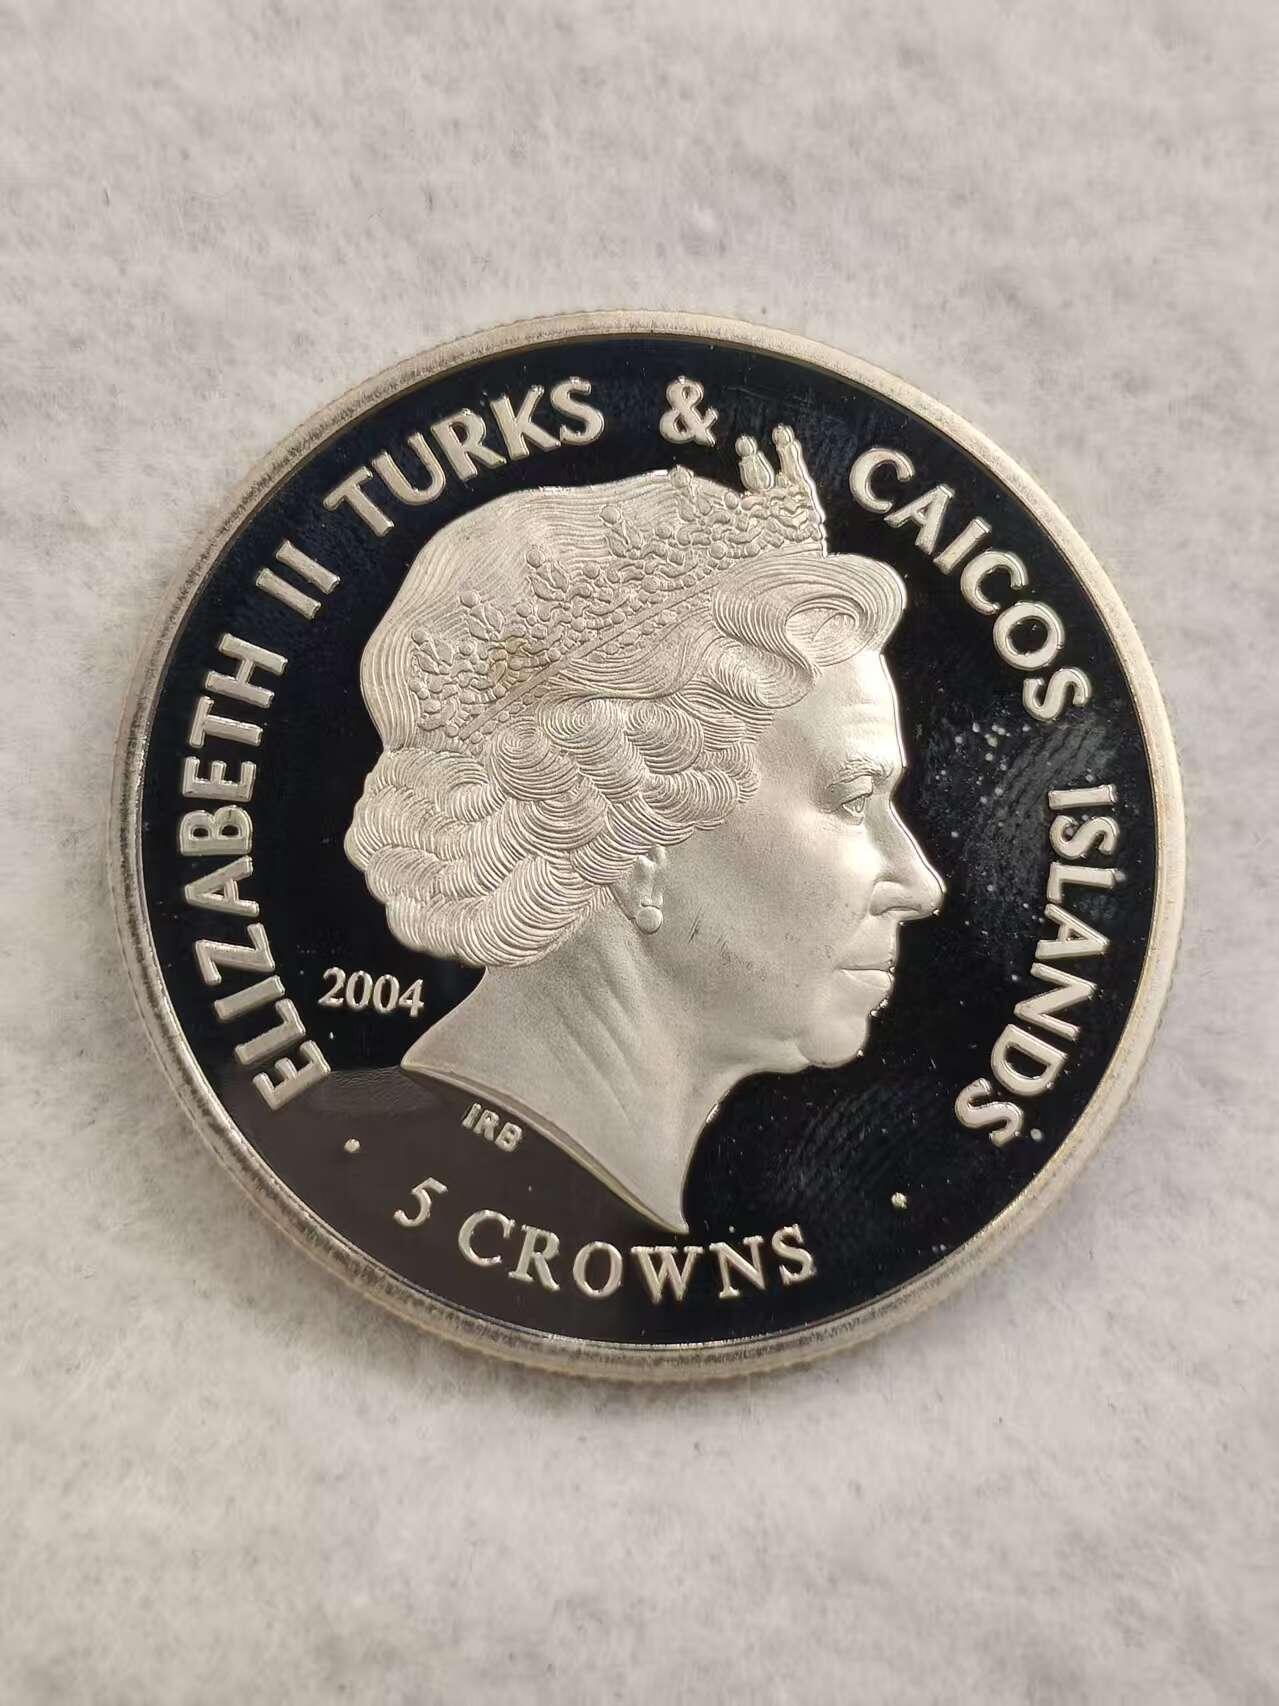 ELIZABETH II TURKS & CAICOS ISLANDS
2004
IRB
· 5 CROWNS ·